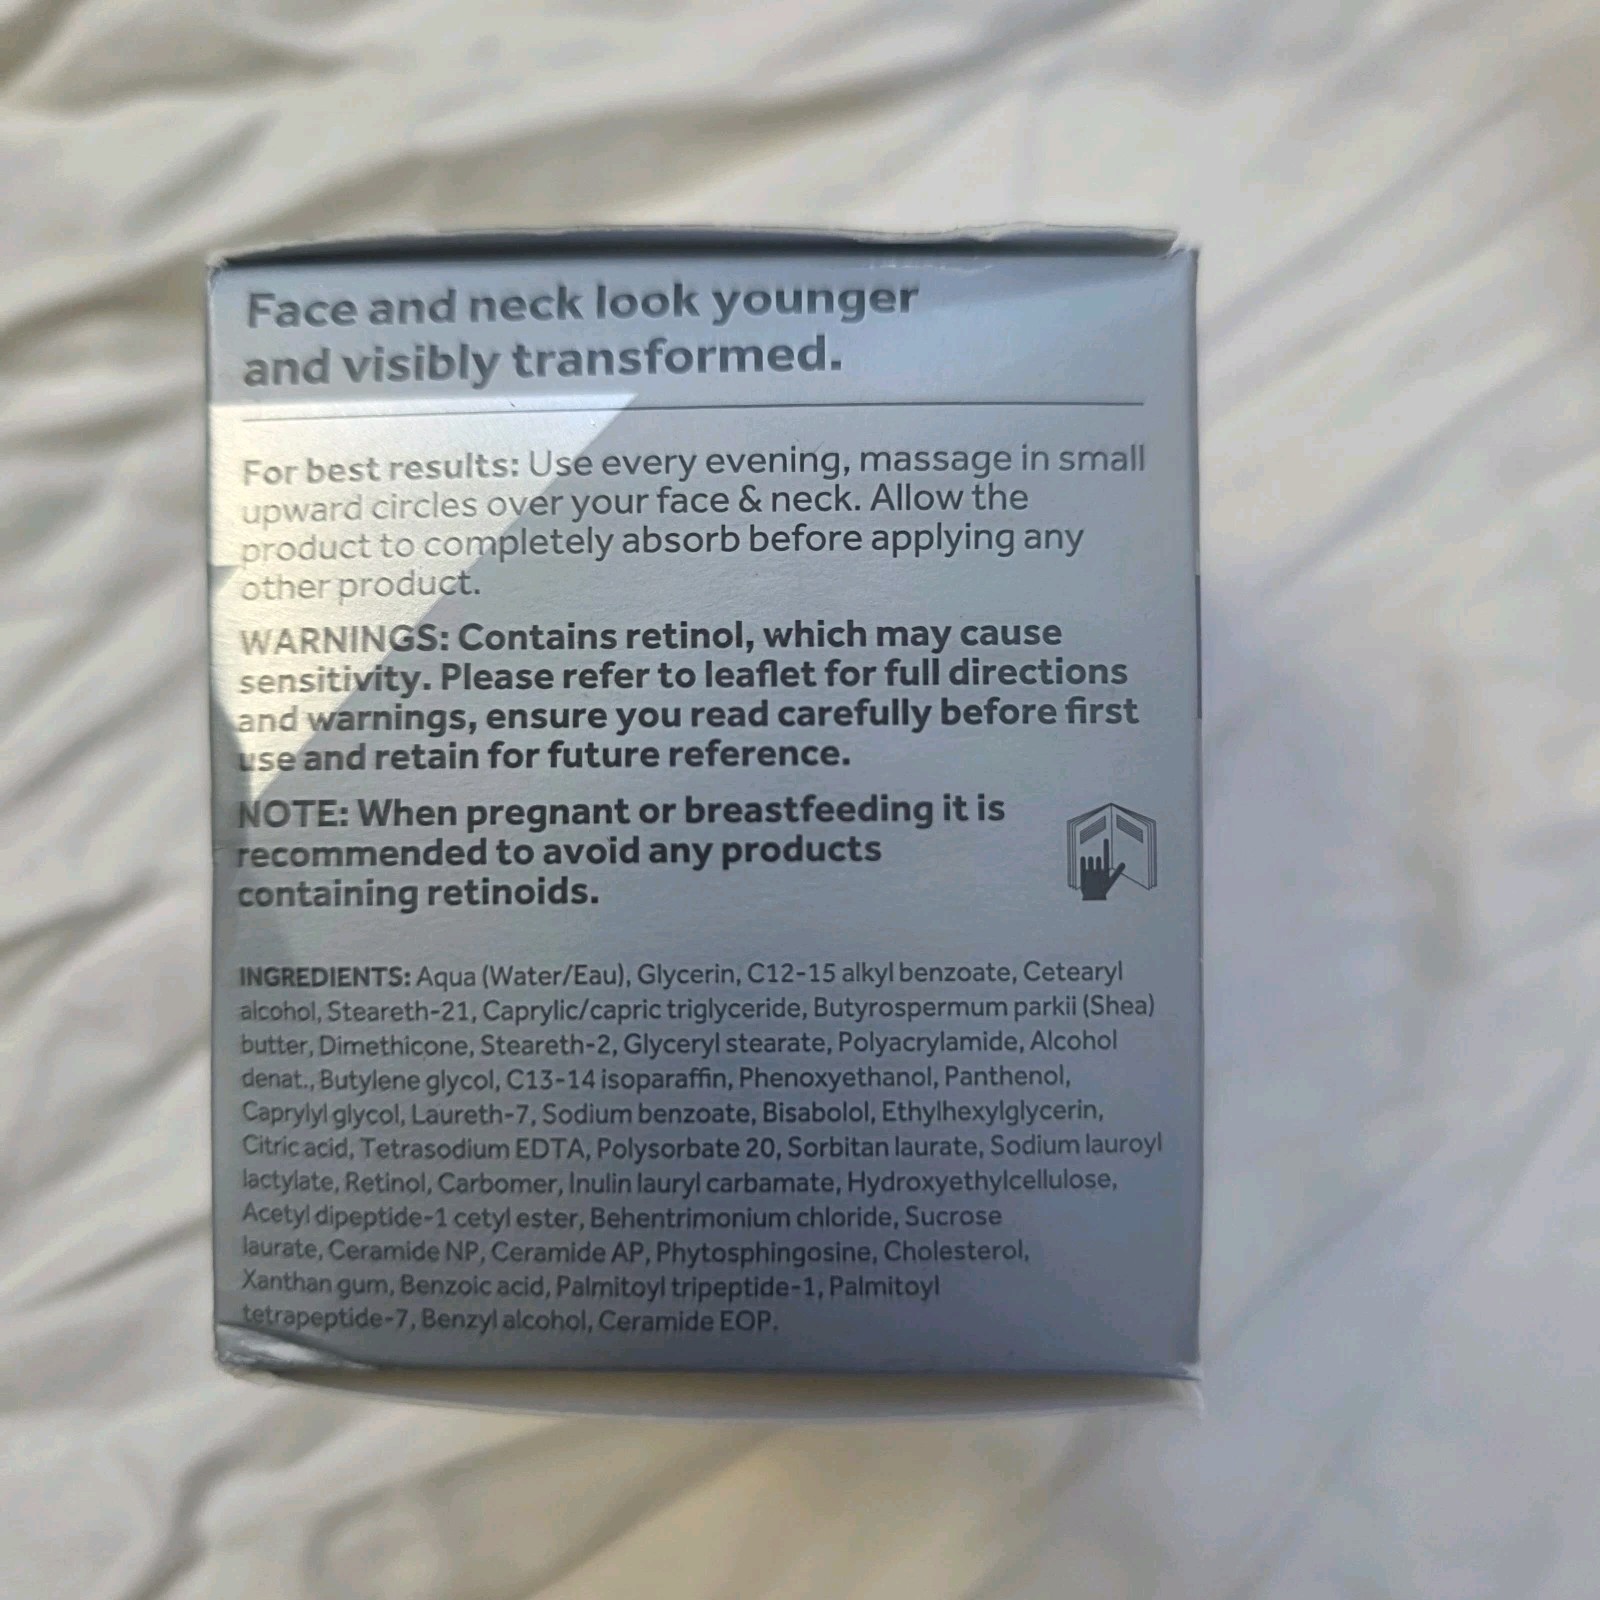 Face and neck look younger
and visibly transformed.
For best results: Use every evening, massage in small
upward circles over your face & neck. Allow the
product to completely absorb before applying any
other product.
WARNINGS: Contains retinol, which may cause
sensitivity. Please refer to leaflet for full directions
and warnings, ensure you read carefully before first
use and retain for future reference.
NOTE: When pregnant or breastfeeding it is
recommended to avoid any products
containing retinoids.
INGREDIENTS: Aqua (Water/Eau), Glycerin, C12-15 alkyl benzoate, Cetearyl
alcohol, Steareth-21, Caprylic/capric triglyceride, Butyrospermum parkii (Shea)
butter, Dimethicone, Steareth-2, Glyceryl stearate, Polyacrylamide, Alcohol
denat., Butylene glycol, C13-14 isoparaffin, Phenoxyethanol, Panthenol,
Caprylyl glycol, Laureth-7, Sodium benzoate, Bisabolol, Ethylhexylglycerin,
Citric acid, Tetrasodium EDTA, Polysorbate 20, Sorbitan laurate, Sodium lauroyl
lactylate, Retinol, Carbomer, Inulin lauryl carbamate, Hydroxyethylcellulose,
Acetyl dipeptide-1 cetyl ester, Behentrimonium chloride, Sucrose
laurate, Ceramide NP, Ceramide AP, Phytosphingosine, Cholesterol,
Xanthan gum, Benzoic acid, Palmitoyl tripeptide-1, Palmitoyl
tetrapeptide-7, Benzyl alcohol, Ceramide EOP.